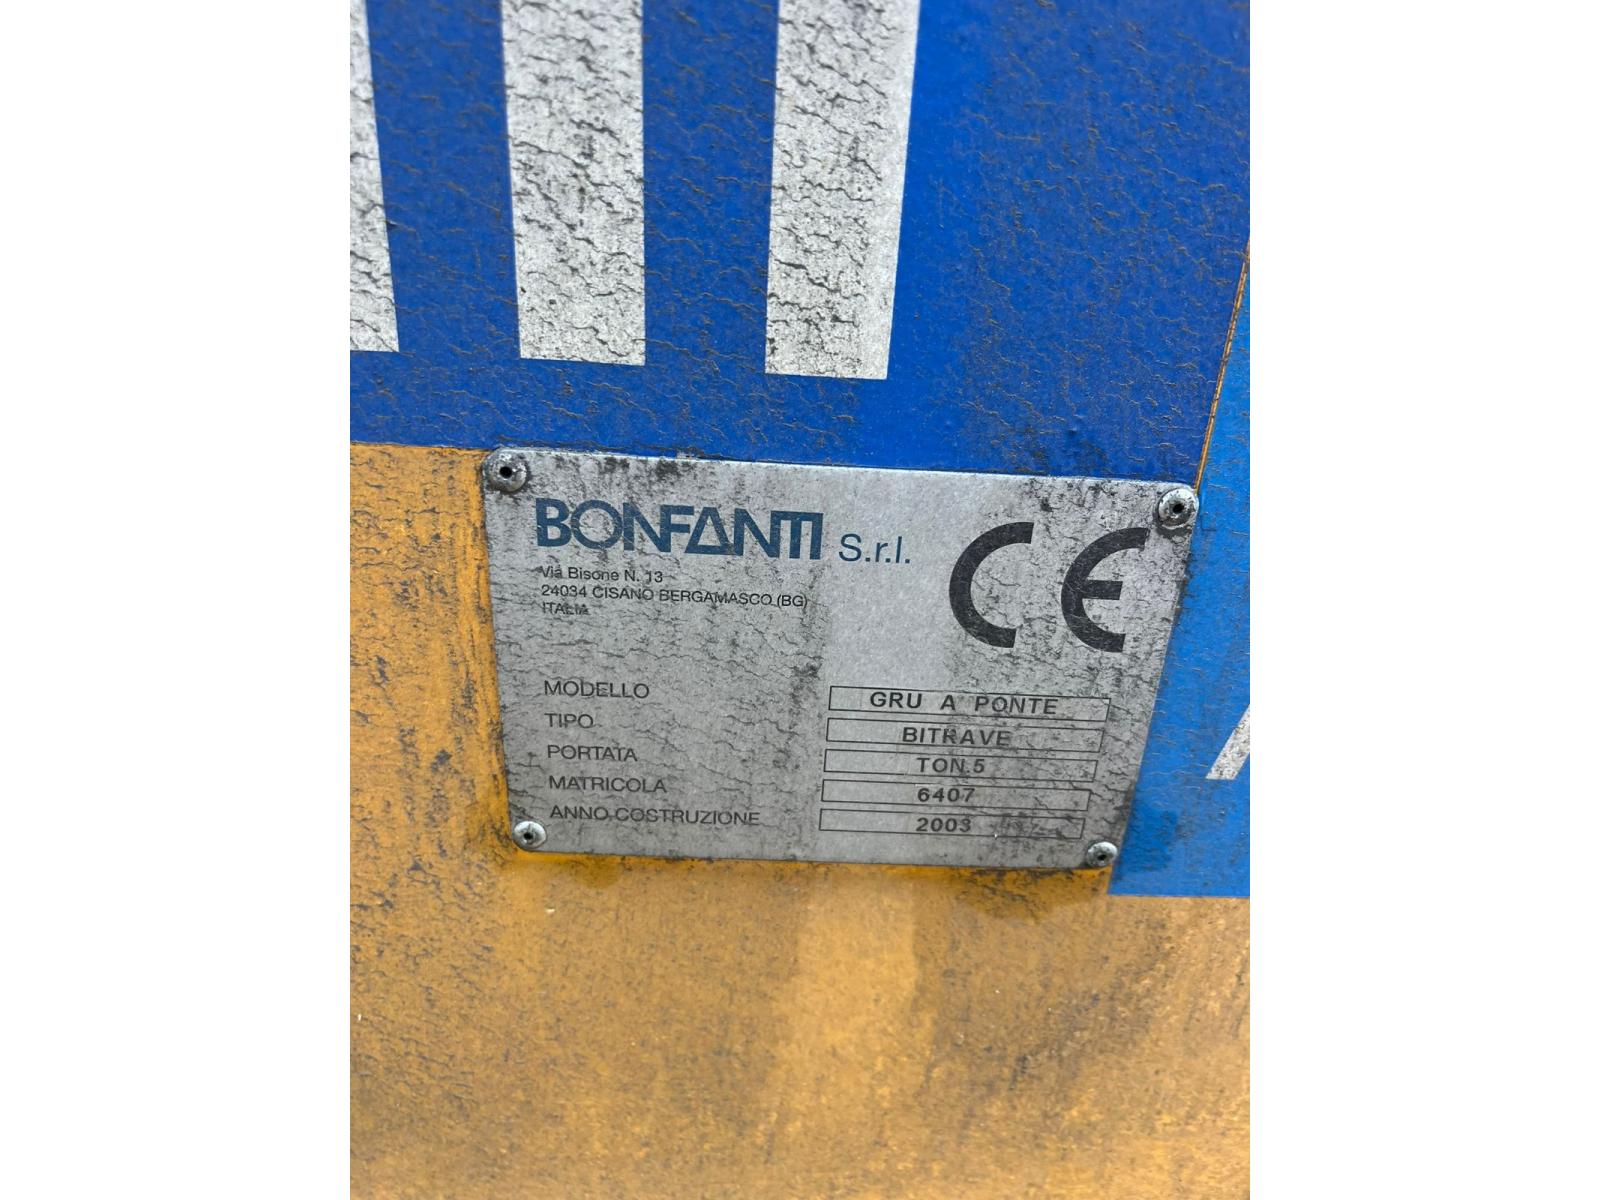 BONFANTI S.r.l.
Via Bisone N. 13
24034 CISANO BERGAMASCO (BG)
ITALIA
CE
MODELLO GRU A PONTE
TIPO BITRAVE
PORTATA TON.5
MATRICOLA 6407
ANNO COSTRUZIONE 2003